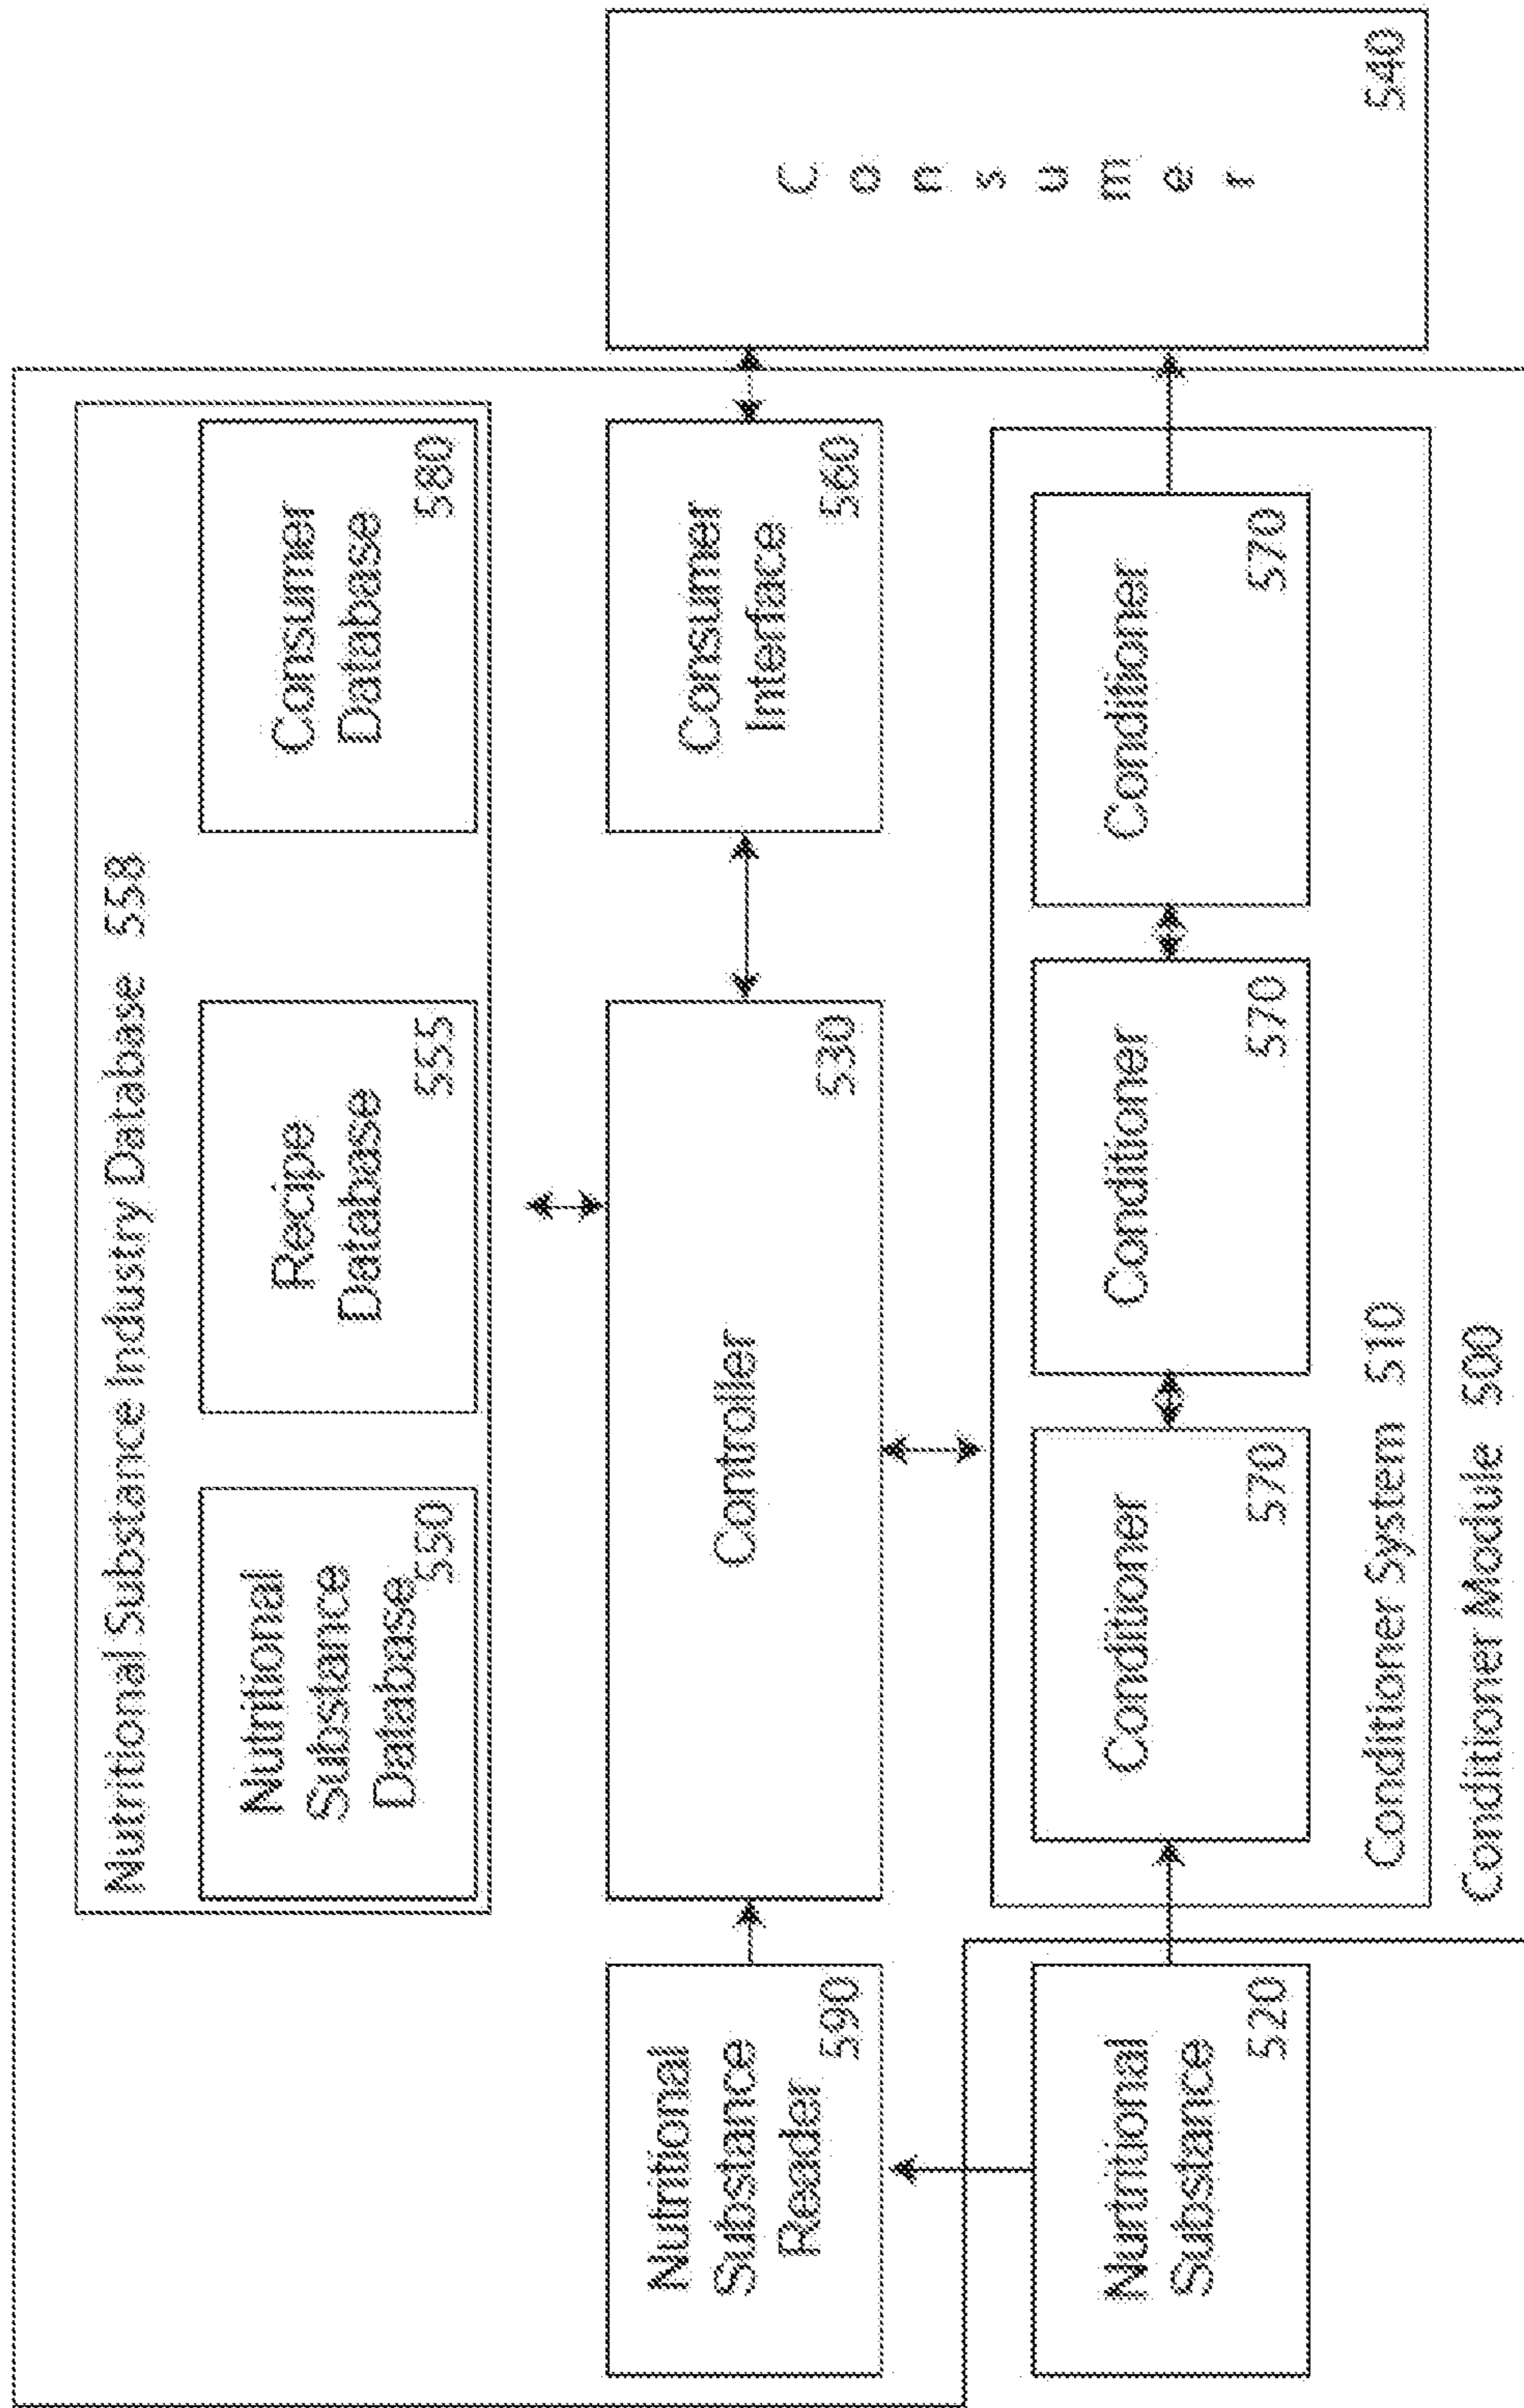 Nutritional Substance Industry Database 558
Nutritional
Substance
Database
550
Recipe
Database
555
Consumer
Database
580
Nutritional
Substance
Reader
590
Controller
530
Consumer
Interface
560
Consumer
540
Nurtritional
Substance
520
Conditioner
570
Conditioner
570
Conditioner
570
Conditioner System 510
Conditioner Module 500